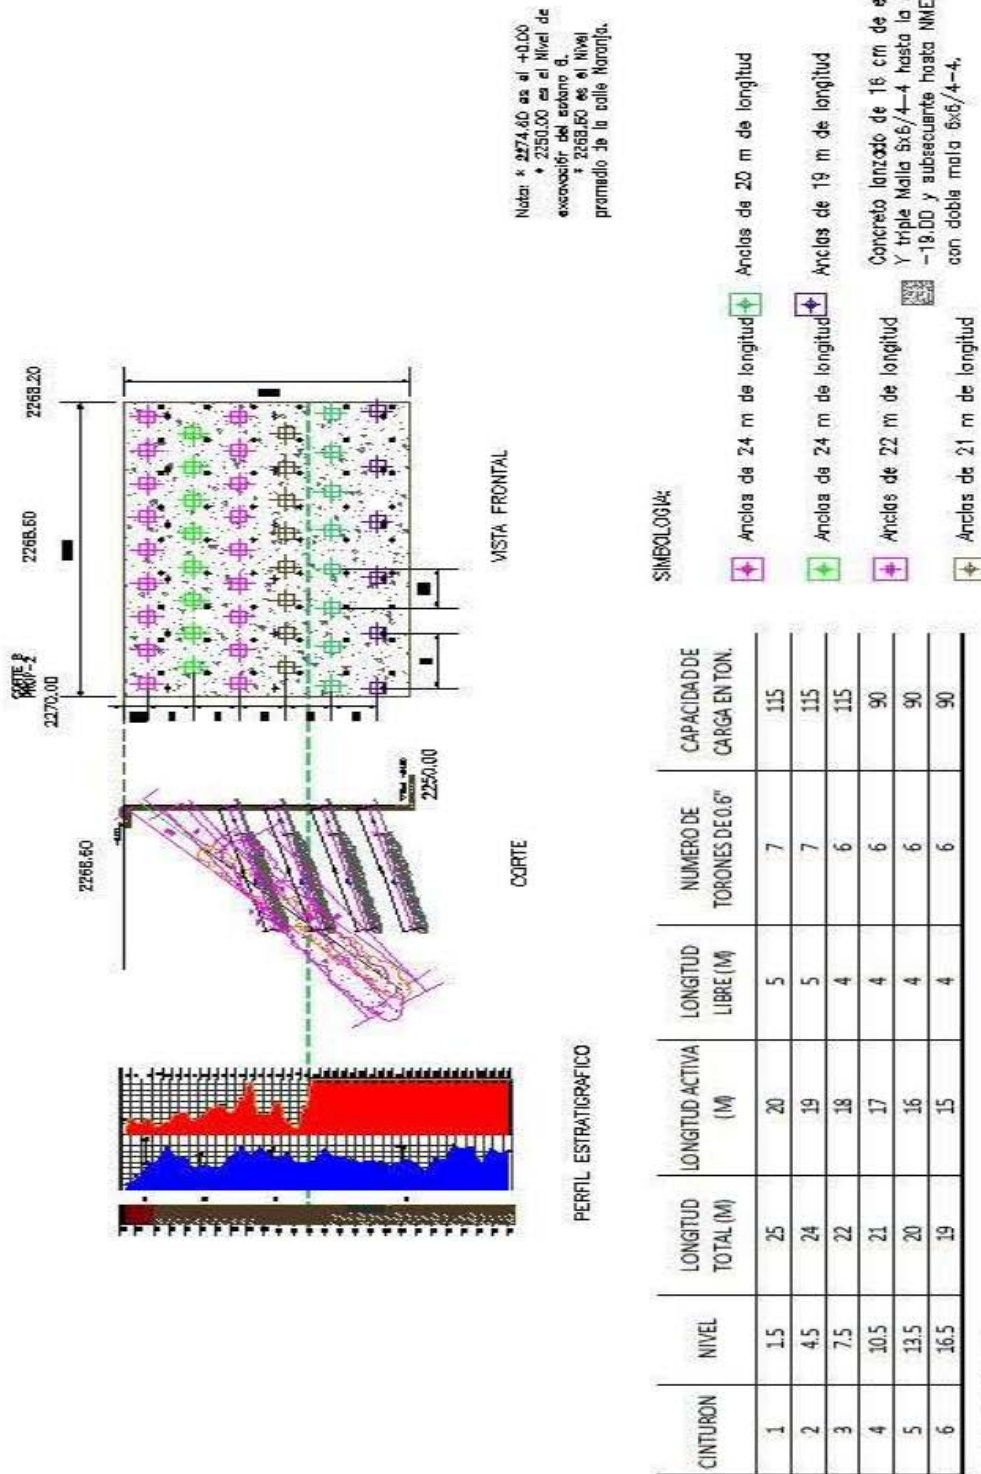 Nota: * 2274.60 es el +0.00
* 2250.00 es el Nivel de
excavación del sotano 6.
* 2268.60 es el Nivel
promedio de la calle Naranja.
CORTE B
PROP-2
2270.00
2268.60
2268.20
2268.60
2250.00
PERFIL ESTRATIGRAFICO
CORTE
VISTA FRONTAL
SIMBOLOGIA:
Anclas de 24 m de longitud
Anclas de 20 m de longitud
Anclas de 24 m de longitud
Anclas de 19 m de longitud
Anclas de 22 m de longitud
Concreto lanzado de 16 cm de e
Y triple Malla 6x6/4-4 hasta la
-19.00 y subsecuente hasta NME
con doble mala 6x6/4-4.
Anclas de 21 m de longitud
CINTURON NIVEL LONGITUD TOTAL (M) LONGITUD ACTIVA (M) LONGITUD LIBRE (M) NUMERO DE TORONES DE 0.6" CAPACIDAD DE CARGA EN TON.
1 1.5 25 20 5 7 115
2 4.5 24 19 5 7 115
3 7.5 22 18 4 6 115
4 10.5 21 17 4 6 90
5 13.5 20 16 4 6 90
6 16.5 19 15 4 6 90